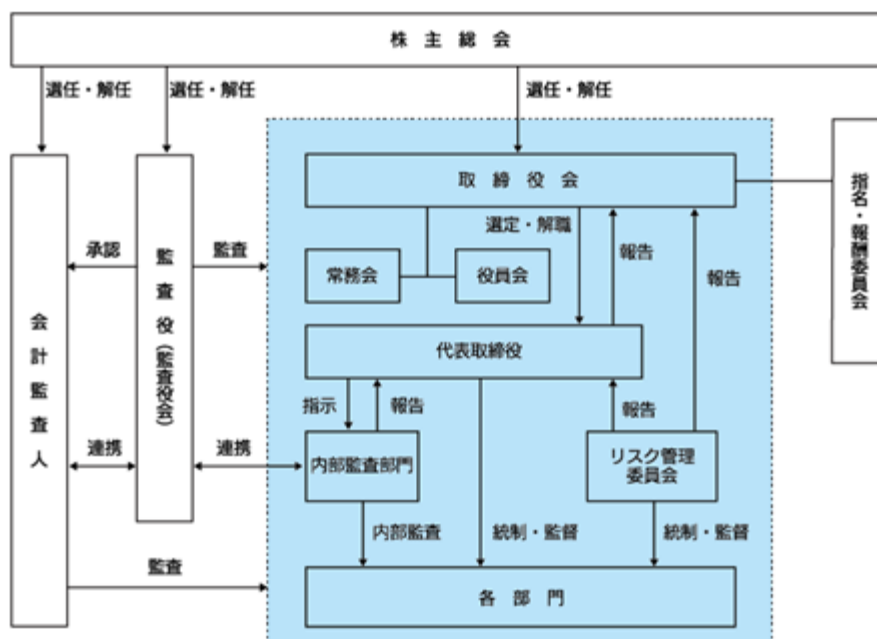 株主総会
選任・解任
選任・解任
選任・解任
取締役会
指名・報酬委員会
選定・解職
報告
報告
承認
監査
常務会
役員会
監査役(監査役会)
会計監査人
代表取締役
指示
報告
報告
連携
連携
内部監査部門
リスク管理
委員会
内部監査
統制・監督
統制・監督
監査
各部門